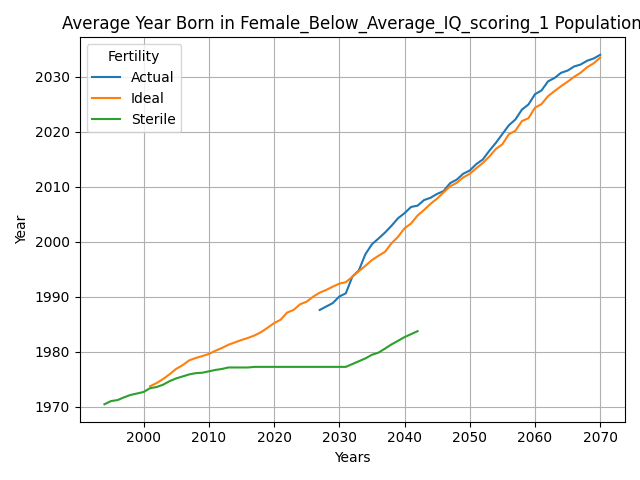 Average Year Born in Female_Below_Average_IQ_scoring_1 Population
Fertility
Actual
Ideal
Sterile
Year
2030
2020
2010
2000
1990
1980
1970
2000 2010 2020 2030 2040 2050 2060 2070
Years